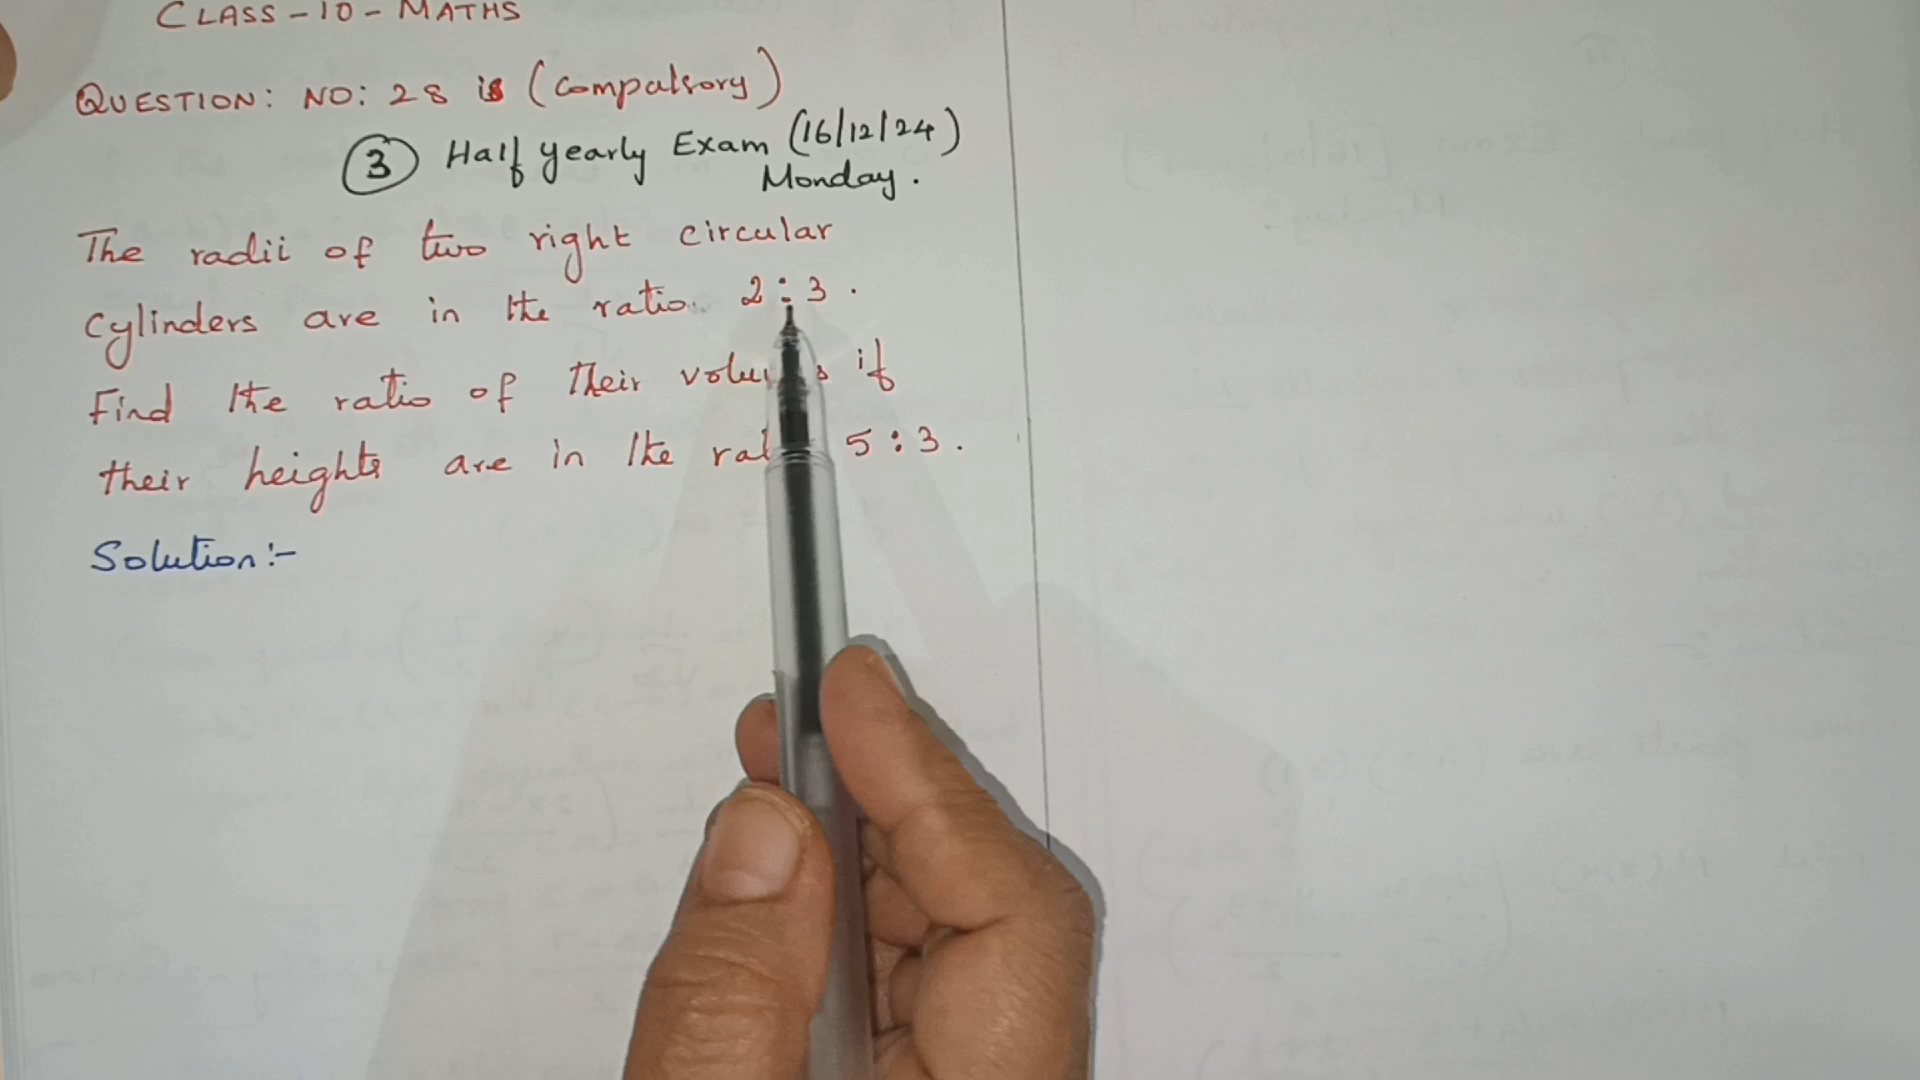 CLASS - 10 - MATHS
QUESTION: NO: 28 is (Compulsory)
3 Half yearly Exam (16/12/24)
Monday.
The radii of two right circular
cylinders are in the ratio 2:3.
Find the ratio of their if
their heights are in the 5:3.
Solution:-